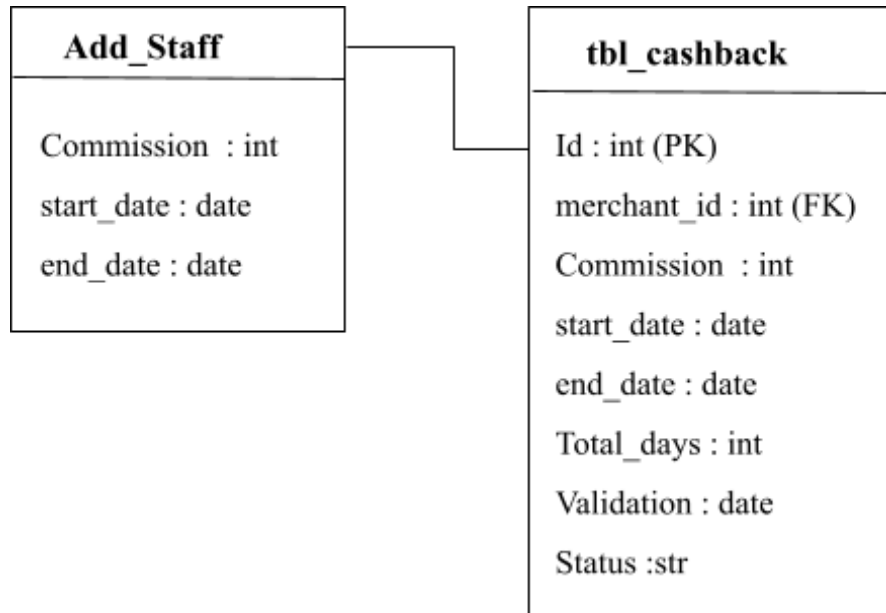 Add_Staff
Commission : int
start_date : date
end_date : date
tbl_cashback
Id : int (PK)
merchant_id : int (FK)
Commission : int
start_date : date
end_date : date
Total_days : int
Validation : date
Status :str